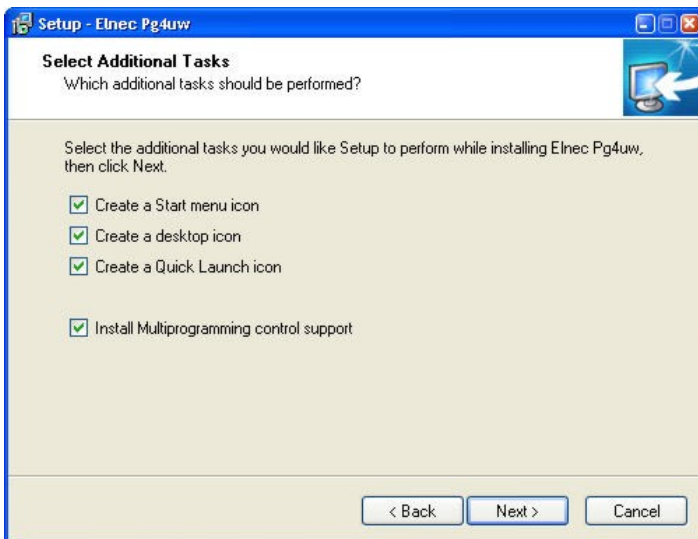 Setup - Elnec Pg4uw
Select Additional Tasks
Which additional tasks should be performed?
Select the additional tasks you would like Setup to perform while installing Elnec Pg4uw,
then click Next.
Create a Start menu icon
Create a desktop icon
Create a Quick Launch icon
Install Multiprogramming control support
< Back Next > Cancel